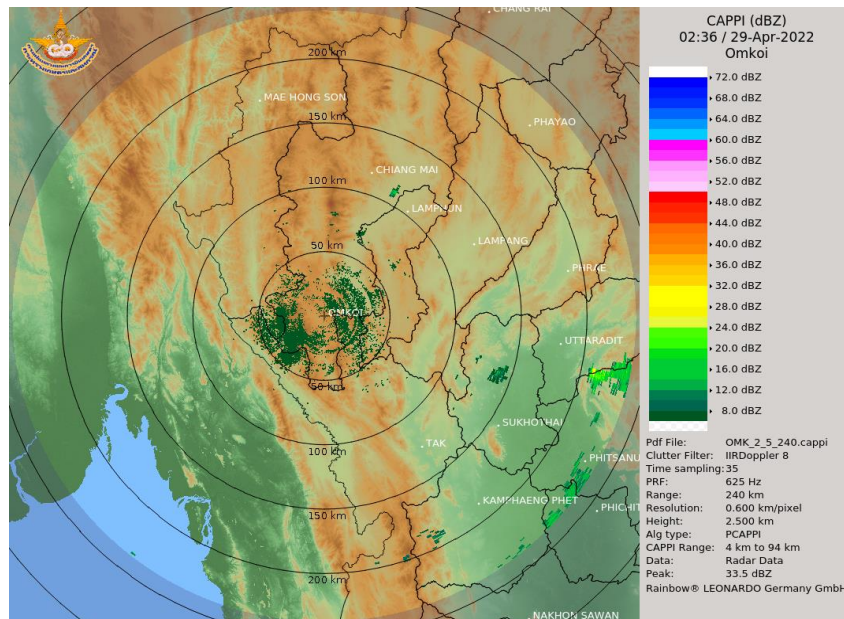 CHANG RAI
200 km
MAE HONG SON
150 km
PHAYAO
CHIANG MAI
100 km
LAMPHUN
LAMPANG
50 km
PHRAE
OMKOI
UTTARADIT
50 km
SUKHOTHAI
TAK
100 km
PHITSANU
KAMPHAENG PHET
PHICHIT
150 km
200 km
NAKHON SAWAN
CAPPI (dBZ)
02:36 / 29-Apr-2022
Omkoi
72.0 dBZ
68.0 dBZ
64.0 dBZ
60.0 dBZ
56.0 dBZ
52.0 dBZ
48.0 dBZ
44.0 dBZ
40.0 dBZ
36.0 dBZ
32.0 dBZ
28.0 dBZ
24.0 dBZ
20.0 dBZ
16.0 dBZ
12.0 dBZ
8.0 dBZ
Pdf File: OMK_2_5_240.cappi
Clutter Filter: IIRDoppler 8
Time sampling:35
PRF: 625 Hz
Range: 240 km
Resolution: 0.600 km/pixel
Height: 2.500 km
Alg type: PCAPPI
CAPPI Range: 4 km to 94 km
Data: Radar Data
Peak: 33.5 dBZ
Rainbow® LEONARDO Germany GmbH